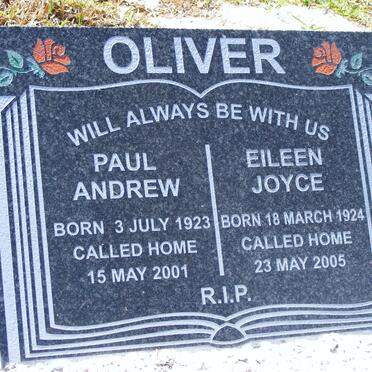 OLIVER
WILL ALWAYS BE WITH US
PAUL
ANDREW
BORN 3 JULY 1923
CALLED HOME
15 MAY 2001
EILEEN
JOYCE
BORN 18 MARCH 1924
CALLED HOME
23 MAY 2005
R.I.P.